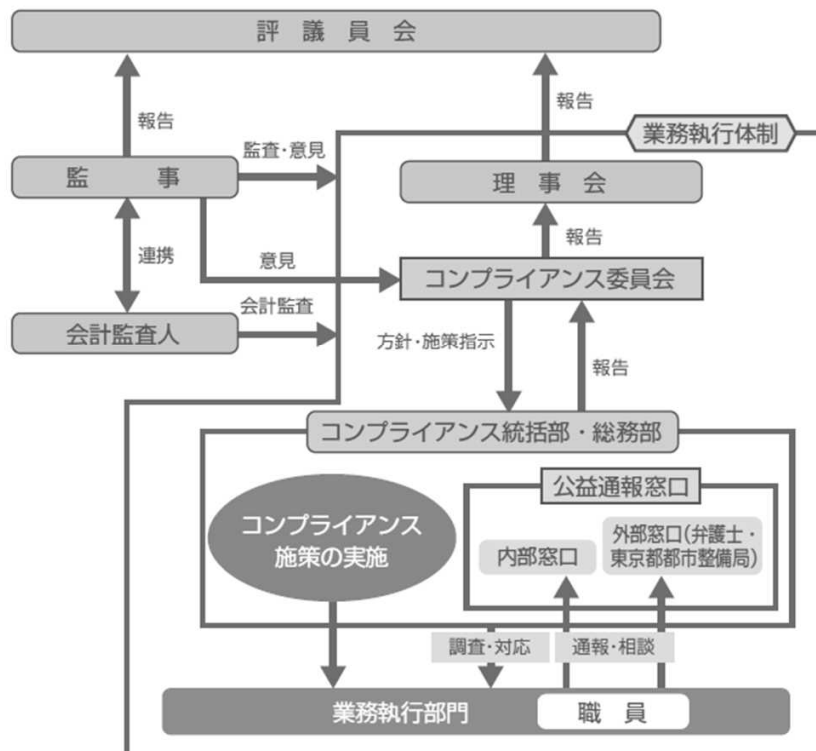 評議員会
報告
報告
業務執行体制
監査・意見
監事
理事会
連携
意見
報告
コンプライアンス委員会
会計監査
会計監査人
方針・施策指示
報告
コンプライアンス統括部・総務部
公益通報窓口
コンプライアンス
施策の実施
内部窓口
外部窓口(弁護士・
東京都都市整備局)
調査・対応
通報・相談
業務執行部門
職員